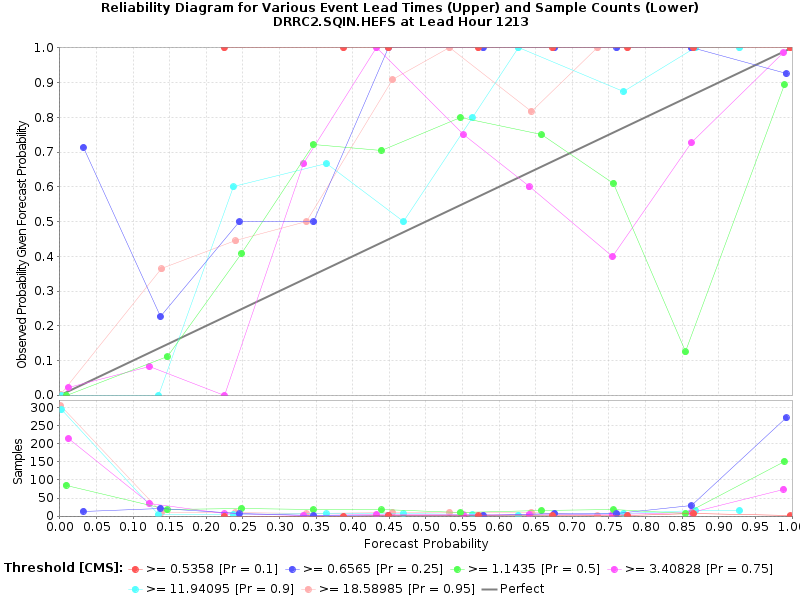 Reliability Diagram for Various Event Lead Times (Upper) and Sample Counts (Lower)
DRRC2.SQIN.HEFS at Lead Hour 1213
Observed Probability Given Forecast Probability
1.0
0.9
0.8
0.7
0.6
0.5
0.4
0.3
0.2
0.1
0.0
Samples
300
250
200
150
100
50
0
0.00 0.05 0.10 0.15 0.20 0.25 0.30 0.35 0.40 0.45 0.50 0.55 0.60 0.65 0.70 0.75 0.80 0.85 0.90 0.95 1.0
Forecast Probability
Threshold [CMS]: >= 0.5358 [Pr = 0.1] >= 0.6565 [Pr = 0.25] >= 1.1435 [Pr = 0.5] >= 3.40828 [Pr = 0.75]
>= 11.94095 [Pr = 0.9] >= 18.58985 [Pr = 0.95] Perfect